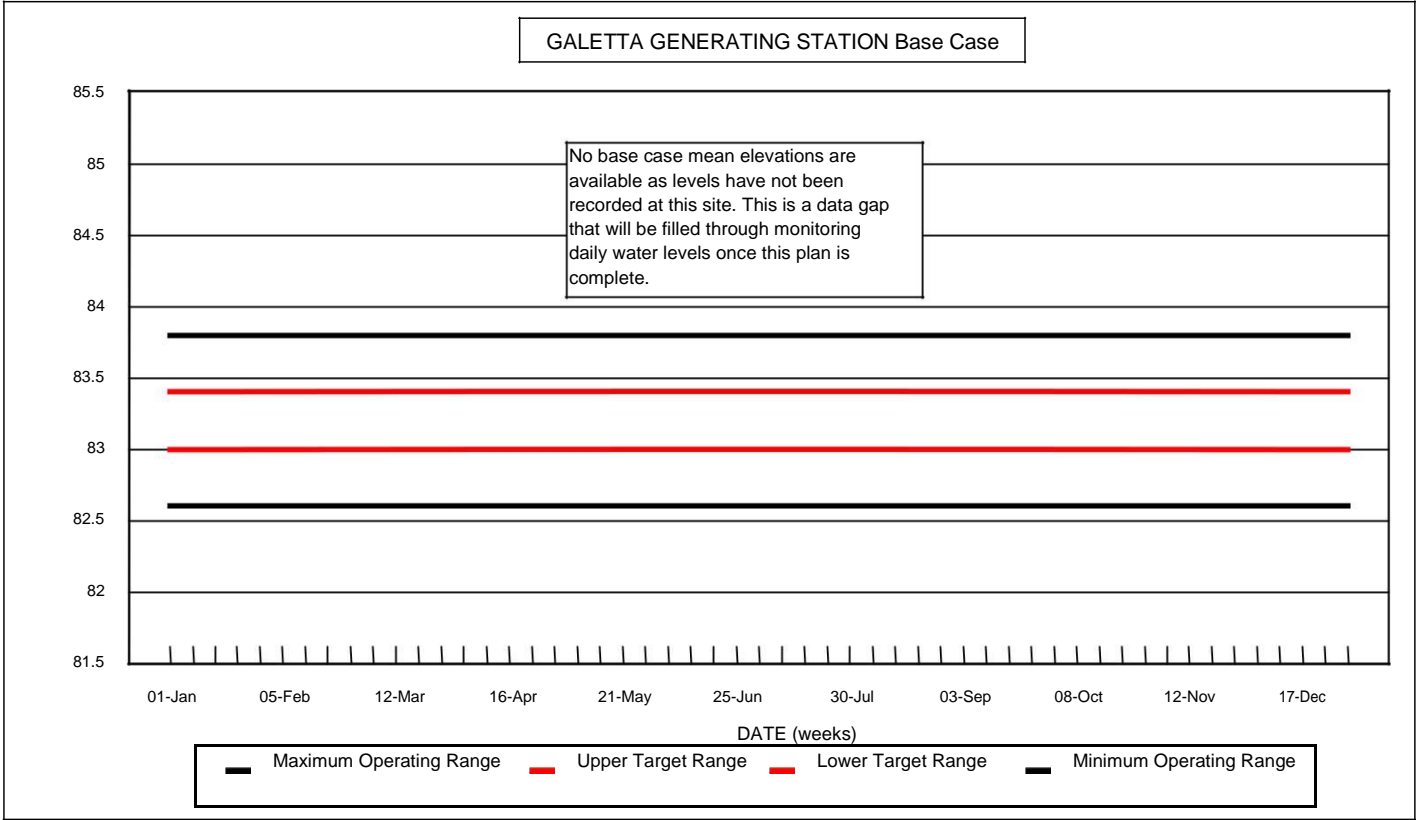 GALETTA GENERATING STATION Base Case
85.5
85
84.5
84
83.5
83
82.5
82
81.5
No base case mean elevations are
available as levels have not been
recorded at this site. This is a data gap
that will be filled through monitoring
daily water levels once this plan is
complete.
01-Jan 05-Feb 12-Mar 16-Apr 21-May 25-Jun 30-Jul 03-Sep 08-Oct 12-Nov 17-Dec
DATE (weeks)
Maximum Operating Range Upper Target Range Lower Target Range Minimum Operating Range